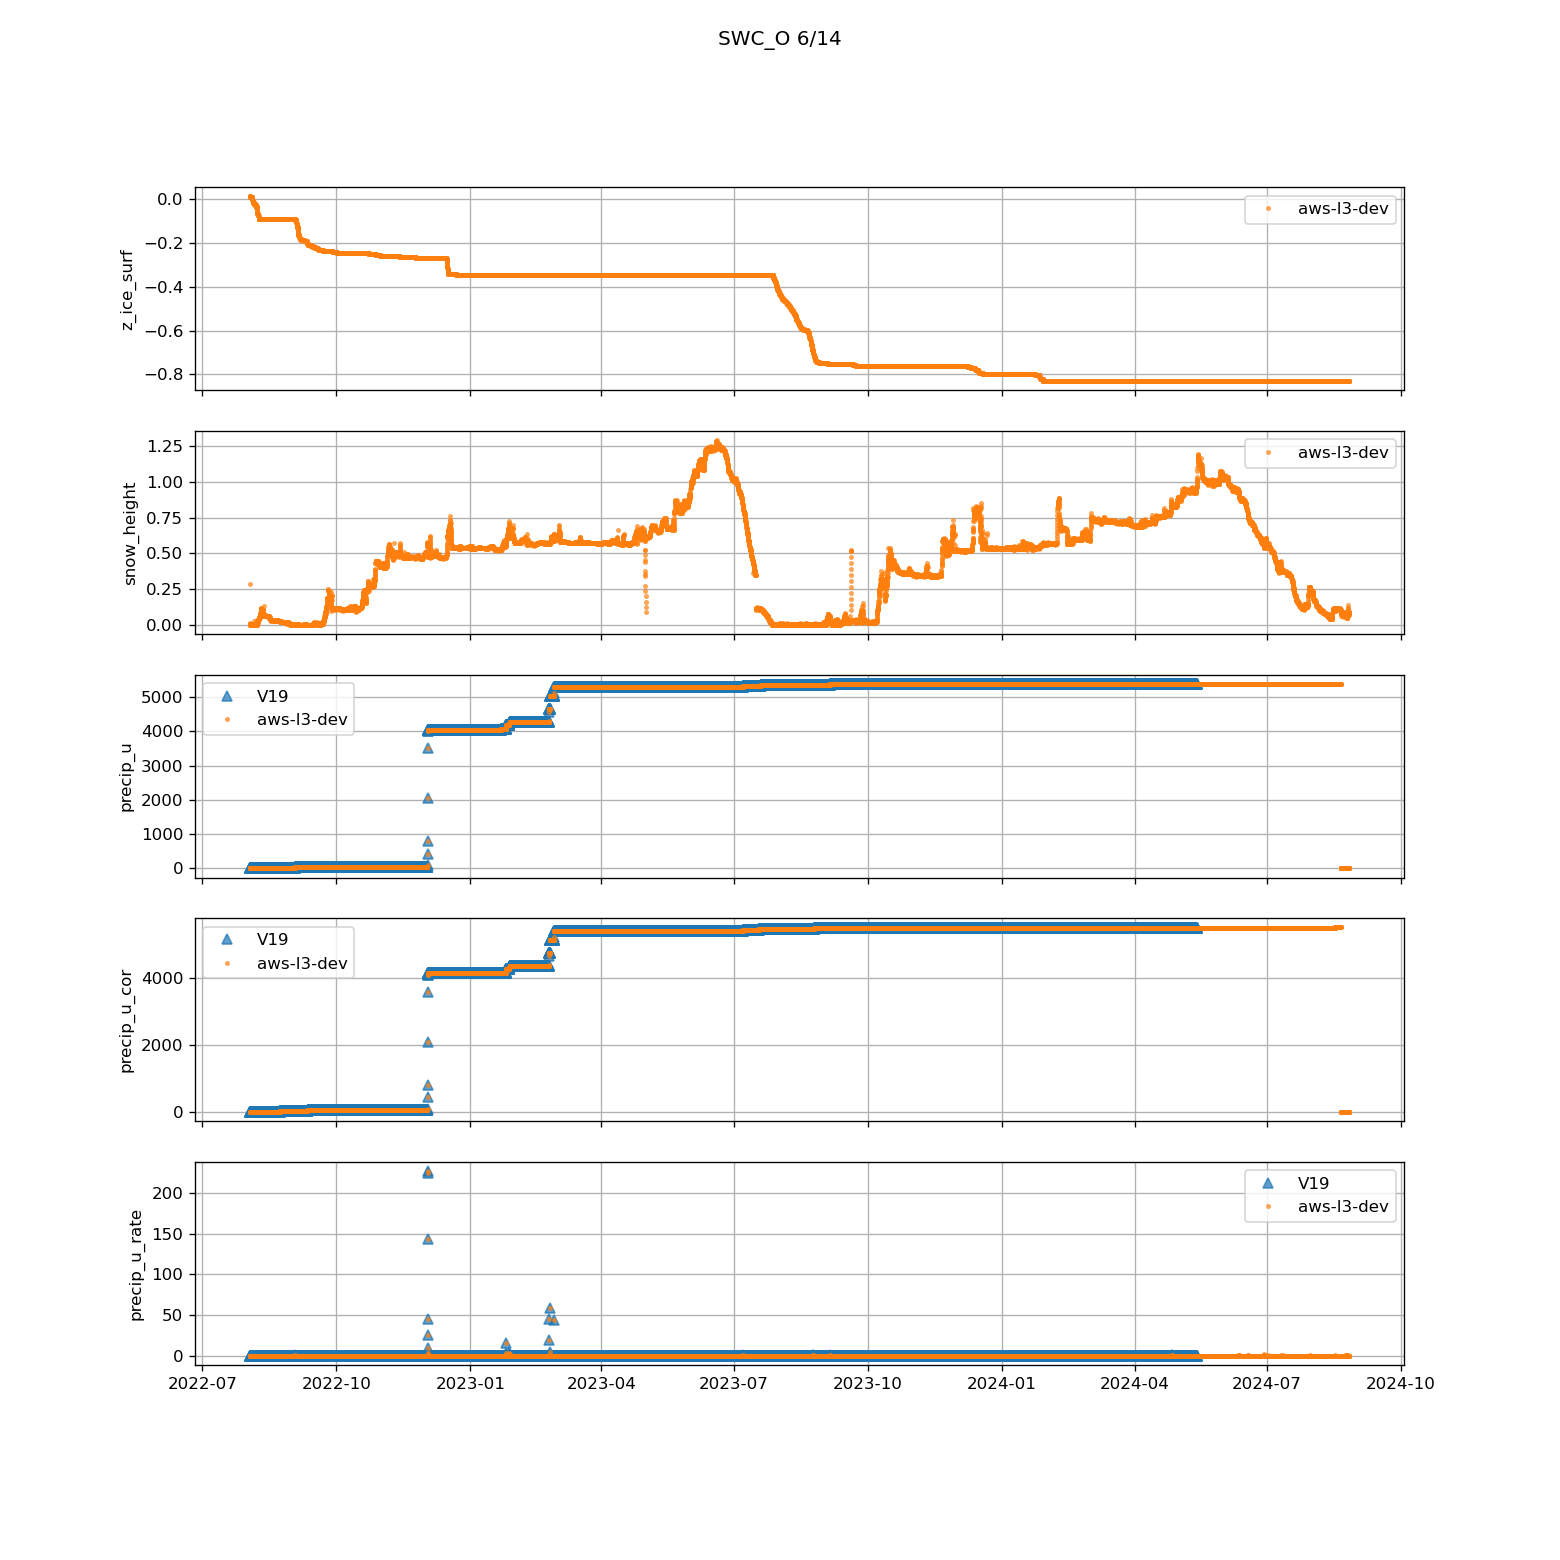 SWC_O 6/14
0.0
−0.2
−0.4
−0.6
−0.8
z_ice_surf
aws-l3-dev
1.25
1.00
0.75
0.50
0.25
0.00
snow_height
aws-l3-dev
5000
4000
3000
2000
1000
0
precip_u
V19
aws-l3-dev
4000
2000
0
precip_u_cor
V19
aws-l3-dev
200
150
100
50
0
precip_u_rate
V19
aws-l3-dev
2022-07 2022-10 2023-01 2023-04 2023-07 2023-10 2024-01 2024-04 2024-07 2024-10